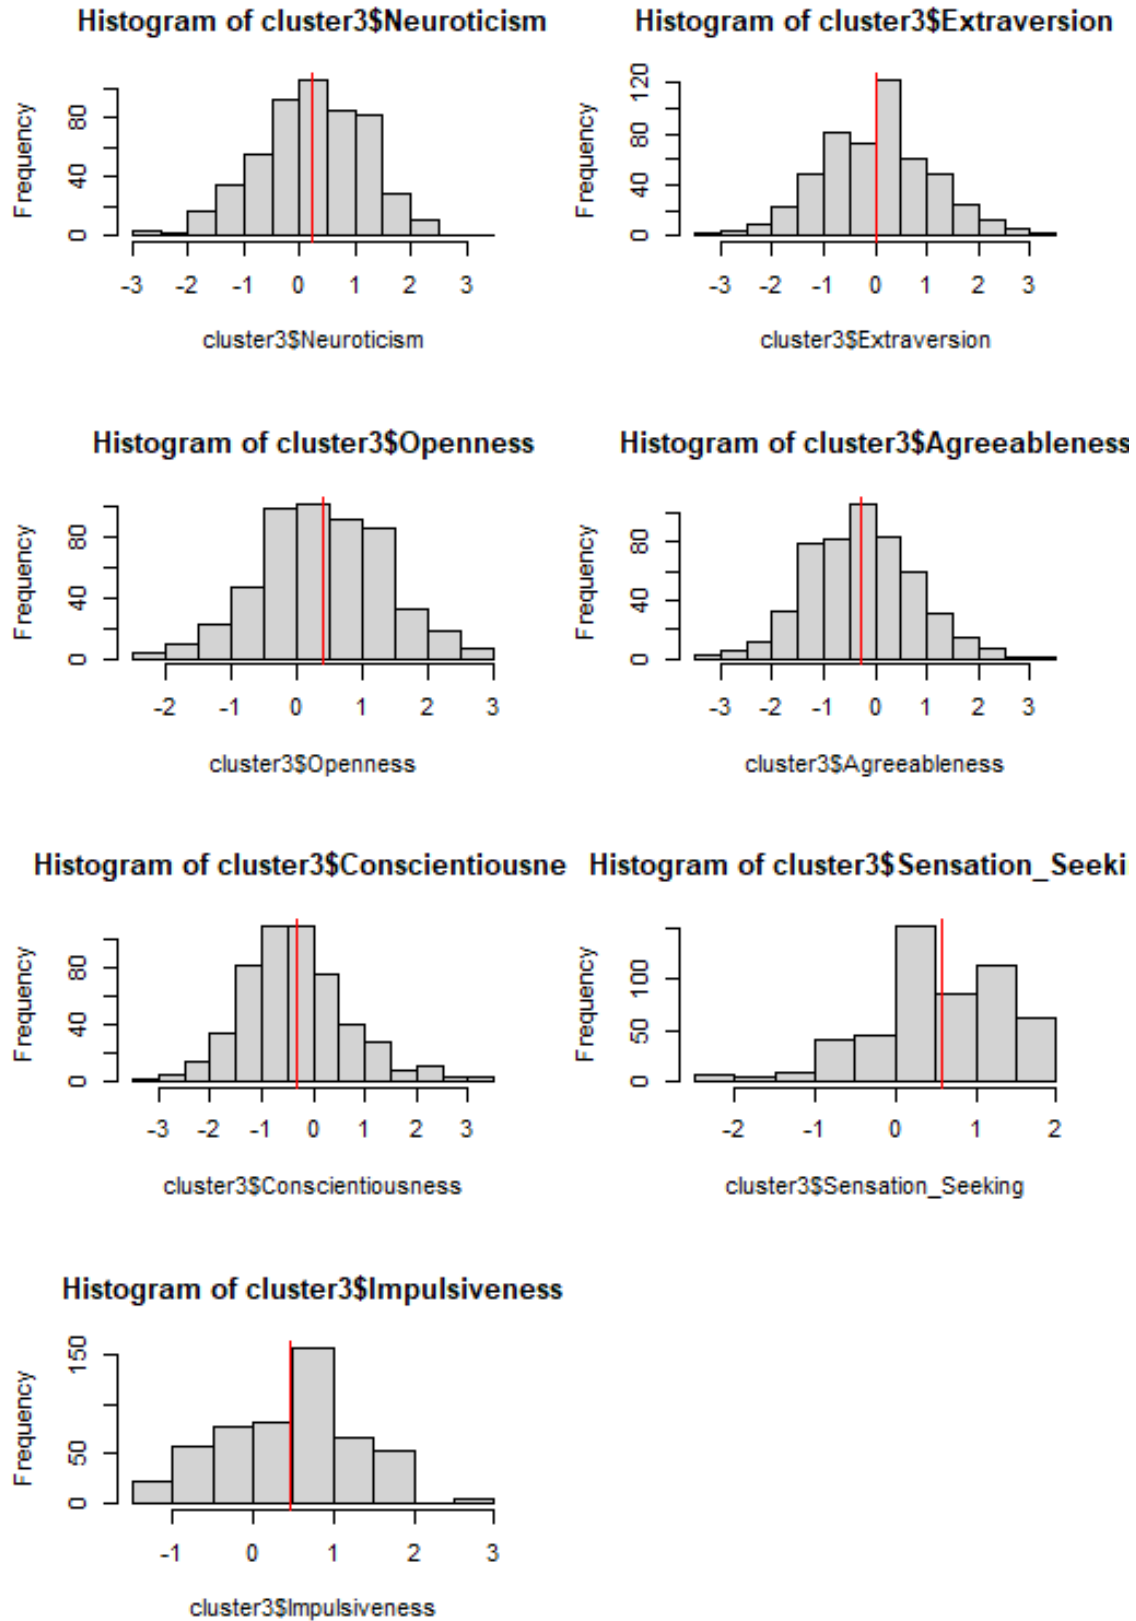 Histogram of cluster3$Neuroticism
Frequency
0 40 80
-3 -2 -1 0 1 2 3
cluster3$Neuroticism
Histogram of cluster3$Extraversion
Frequency
0 40 80 120
-3 -2 -1 0 1 2 3
cluster3$Extraversion
Histogram of cluster3$Openness
Frequency
0 40 80
-2 -1 0 1 2 3
cluster3$Openness
Histogram of cluster3$Agreeableness
Frequency
0 40 80
-3 -2 -1 0 1 2 3
cluster3$Agreeableness
Histogram of cluster3$Conscientiousne
Frequency
0 40 80
-3 -2 -1 0 1 2 3
cluster3$Conscientiousness
Histogram of cluster3$Sensation_Seeki
Frequency
0 50 100
-2 -1 0 1 2
cluster3$Sensation_Seeking
Histogram of cluster3$Impulsiveness
Frequency
0 50 150
-1 0 1 2 3
cluster3$Impulsiveness